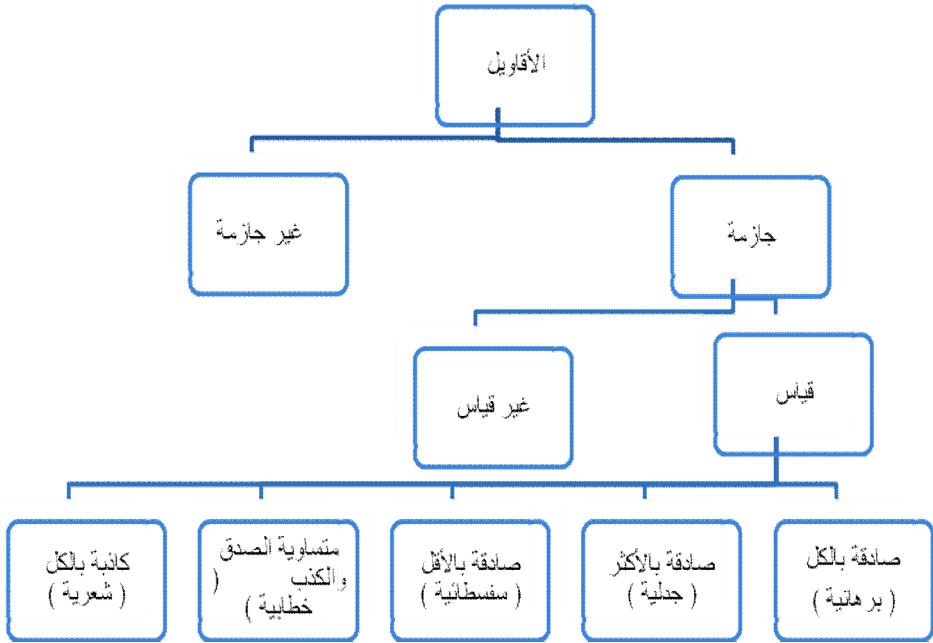 الأقاويل
جازمة
غير جازمة
قياس
غير قياس
صادقة بالكل
( برهانية )
صادقة بالأكثر
( جدلية )
صادقة بالأقل
( سفسطائية )
متساوية الصدق
والكذب (
خطابية )
كاذبة بالكل
( شعرية )